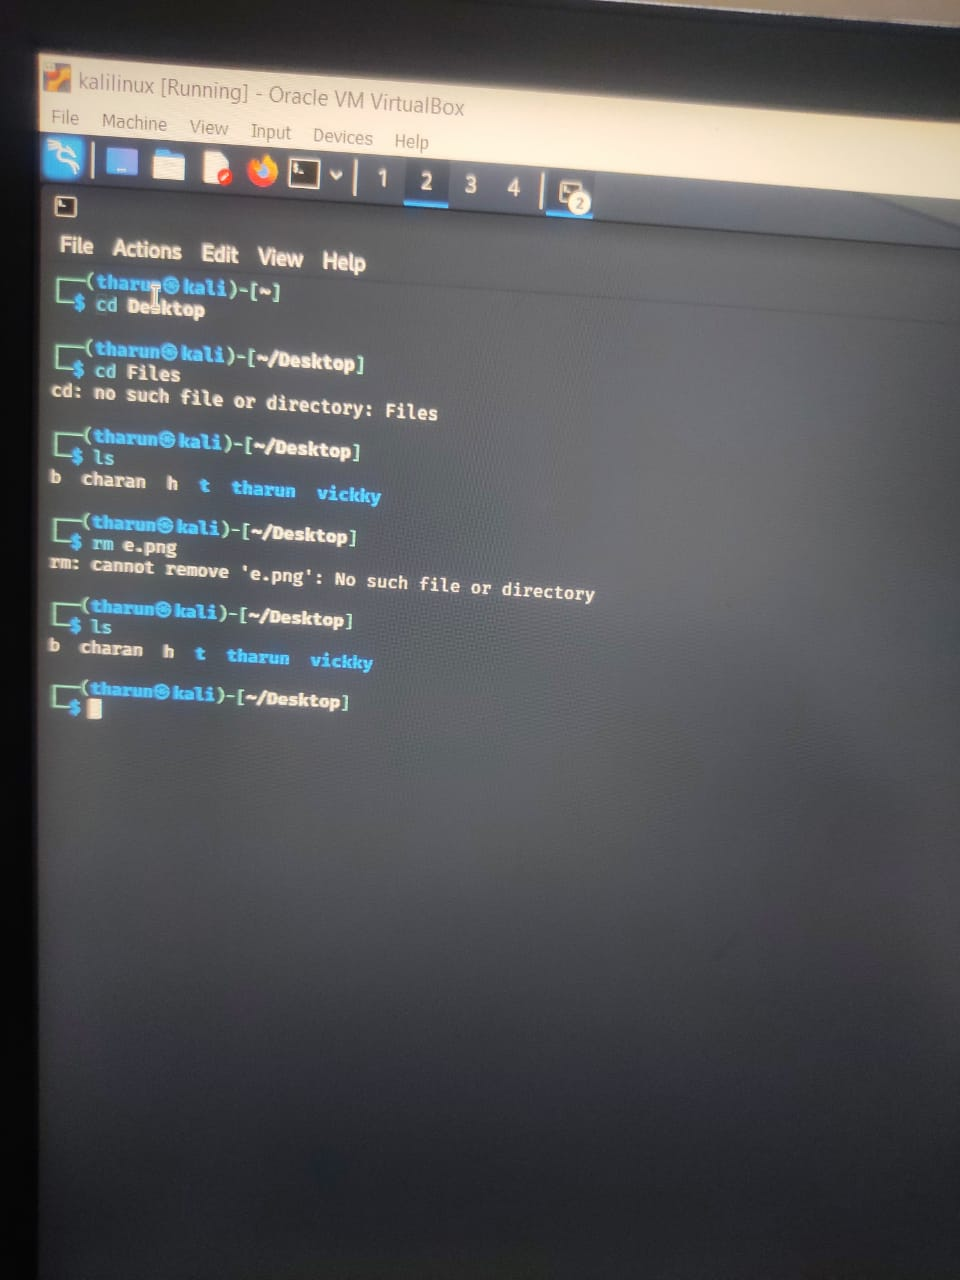 kalilinux [Running] - Oracle VM VirtualBox
File Machine View Input Devices Help
1 2 3 4 2
File Actions Edit View Help
┌──(tharun㉿kali)-[~]
└─$ cd Desktop
┌──(tharun㉿kali)-[~/Desktop]
└─$ cd Files
cd: no such file or directory: Files
┌──(tharun㉿kali)-[~/Desktop]
└─$ ls
b charan h t tharun vickky
┌──(tharun㉿kali)-[~/Desktop]
└─$ rm e.png
rm: cannot remove 'e.png': No such file or directory
┌──(tharun㉿kali)-[~/Desktop]
└─$ ls
b charan h t tharun vickky
┌──(tharun㉿kali)-[~/Desktop]
└─$